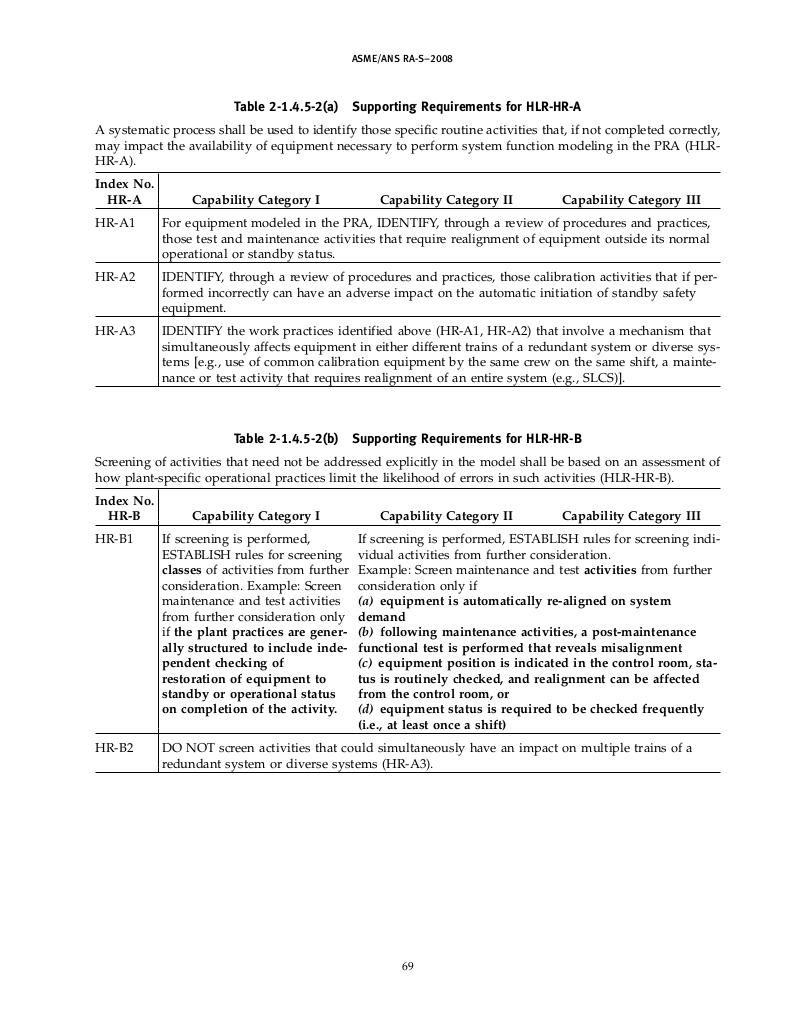 ASME/ANS RA-S–2008
Table 2-1.4.5-2(a) Supporting Requirements for HLR-HR-A
A systematic process shall be used to identify those specific routine activities that, if not completed correctly,
may impact the availability of equipment necessary to perform system function modeling in the PRA (HLR-
HR-A).
Index No.
HR-A Capability Category I Capability Category II Capability Category III
HR-A1 For equipment modeled in the PRA, IDENTIFY, through a review of procedures and practices,
those test and maintenance activities that require realignment of equipment outside its normal
operational or standby status.
HR-A2 IDENTIFY, through a review of procedures and practices, those calibration activities that if per-
formed incorrectly can have an adverse impact on the automatic initiation of standby safety
equipment.
HR-A3 IDENTIFY the work practices identified above (HR-A1, HR-A2) that involve a mechanism that
simultaneously affects equipment in either different trains of a redundant system or diverse sys-
tems [e.g., use of common calibration equipment by the same crew on the same shift, a mainte-
nance or test activity that requires realignment of an entire system (e.g., SLCS)].
Table 2-1.4.5-2(b) Supporting Requirements for HLR-HR-B
Screening of activities that need not be addressed explicitly in the model shall be based on an assessment of
how plant-specific operational practices limit the likelihood of errors in such activities (HLR-HR-B).
Index No.
HR-B Capability Category I Capability Category II Capability Category III
HR-B1
If screening is performed,
ESTABLISH rules for screening
classes of activities from further
consideration. Example: Screen
maintenance and test activities
from further consideration only
if the plant practices are gener-
ally structured to include inde-
pendent checking of
restoration of equipment to
standby or operational status
on completion of the activity.
If screening is performed, ESTABLISH rules for screening indi-
vidual activities from further consideration.
Example: Screen maintenance and test activities from further
consideration only if
(a) equipment is automatically re-aligned on system
demand
(b) following maintenance activities, a post-maintenance
functional test is performed that reveals misalignment
(c) equipment position is indicated in the control room, sta-
tus is routinely checked, and realignment can be affected
from the control room, or
(d) equipment status is required to be checked frequently
(i.e., at least once a shift)
HR-B2 DO NOT screen activities that could simultaneously have an impact on multiple trains of a
redundant system or diverse systems (HR-A3).
69